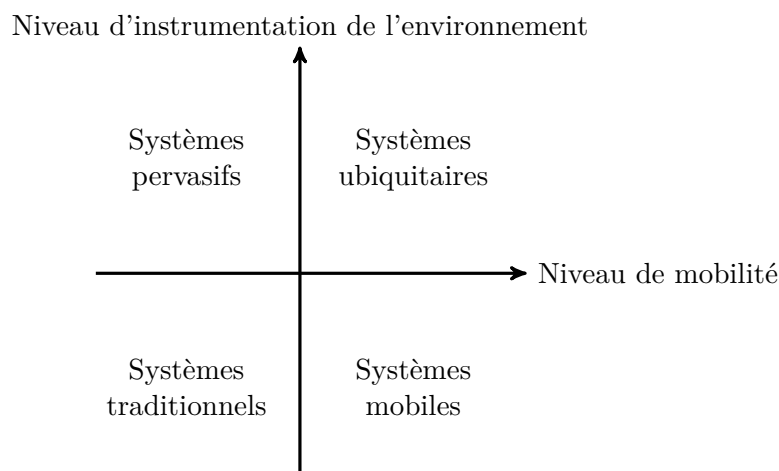 Niveau d'instrumentation de l'environnement
Systèmes
pervasifs
Systèmes
ubiquitaires
Niveau de mobilité
Systèmes
traditionnels
Systèmes
mobiles